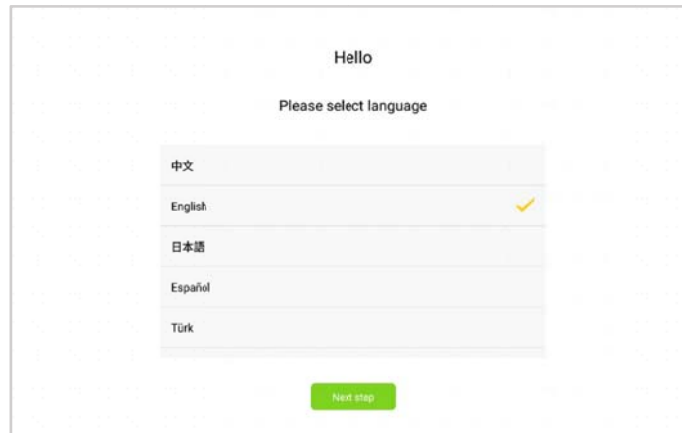 Hello
Please select language
中文
English
日本語
Español
Türk
Next step